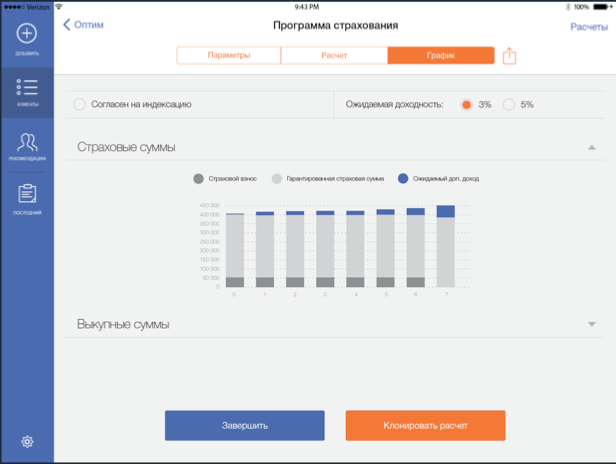 Verizon 9:43 PM 100%
Оптим Программа страхования Расчеты
Параметры Расчет График
ДОБАВИТЬ
КЛИЕНТЫ
РЕКОМЕНДАЦИИ
ПОСЛЕДНИЙ
Согласен на индексацию Ожидаемая доходность: 3% 5%
Страховые суммы
Страховой взнос Гарантированная страховая сумма Ожидаемый доп. доход
450 000
400 000
350 000
300 000
250 000
200 000
150 000
100 000
50 000
0
0 1 2 3 4 5 6 7
Выкупные суммы
Завершить Клонировать расчет